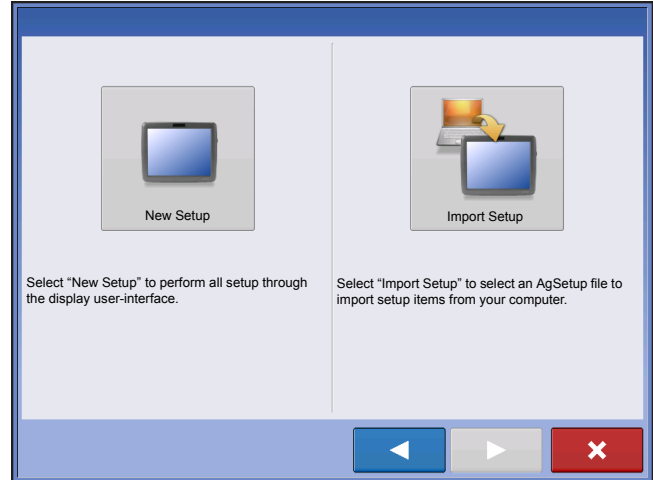 New Setup
Import Setup
Select “New Setup” to perform all setup through
the display user-interface.
Select “Import Setup” to select an AgSetup file to
import setup items from your computer.